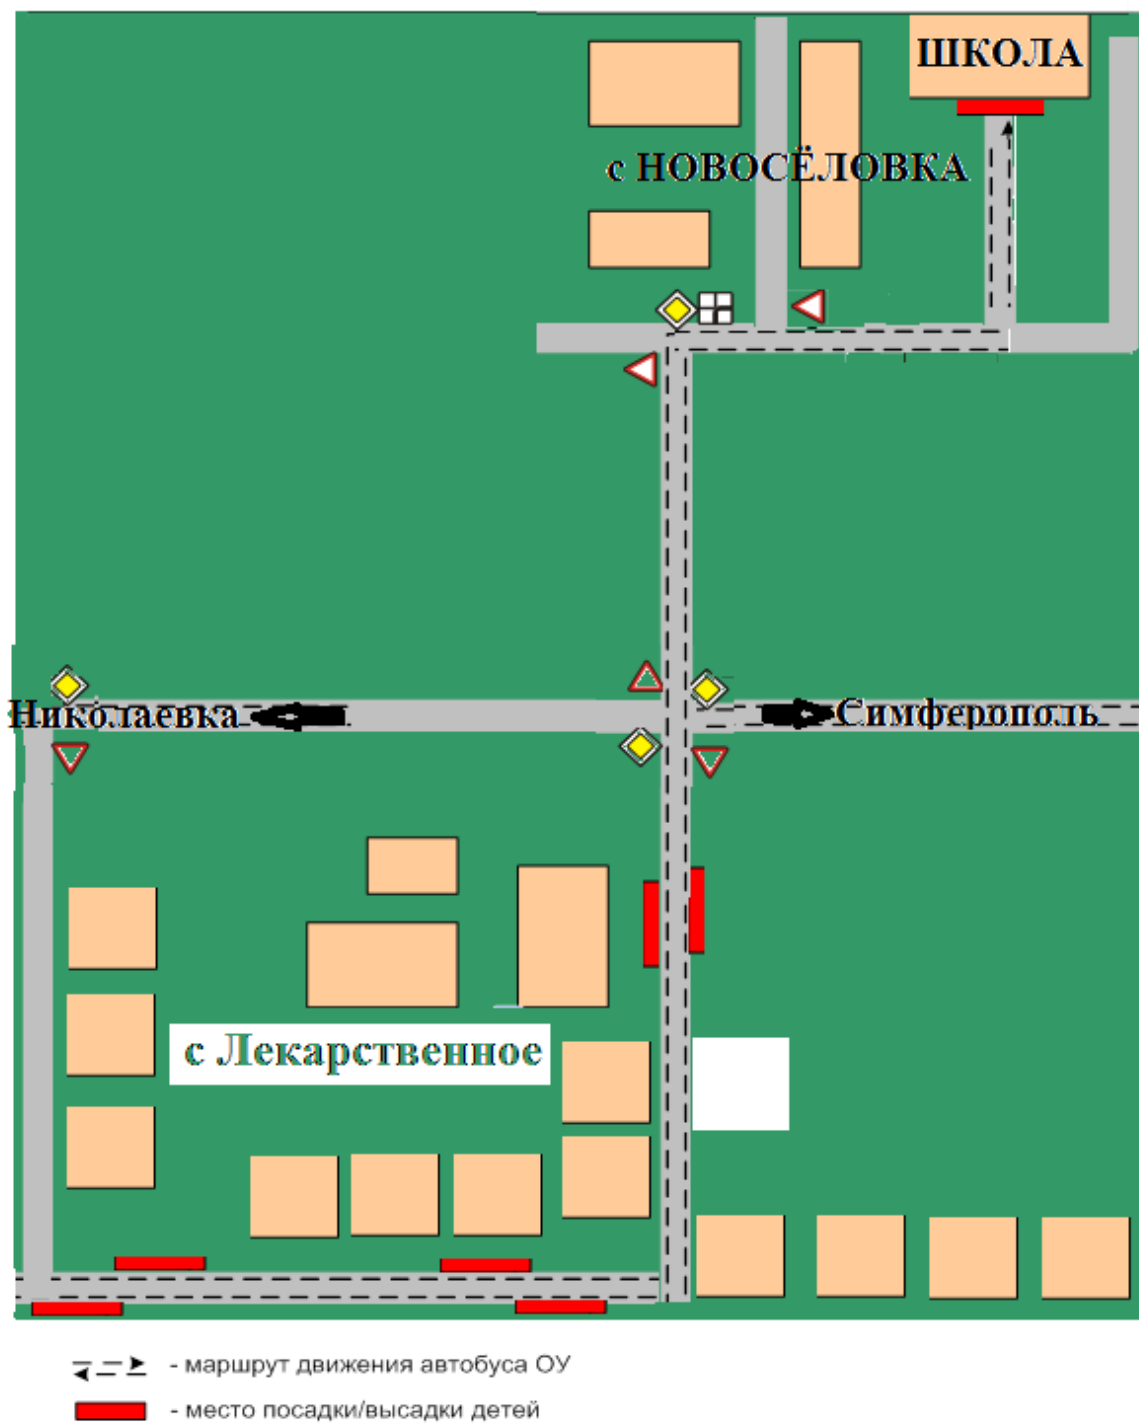 ШКОЛА
с НОВОСЁЛОВКА
Николаевка
Симферополь
с Лекарственное
- маршрут движения автобуса ОУ
- место посадки/высадки детей